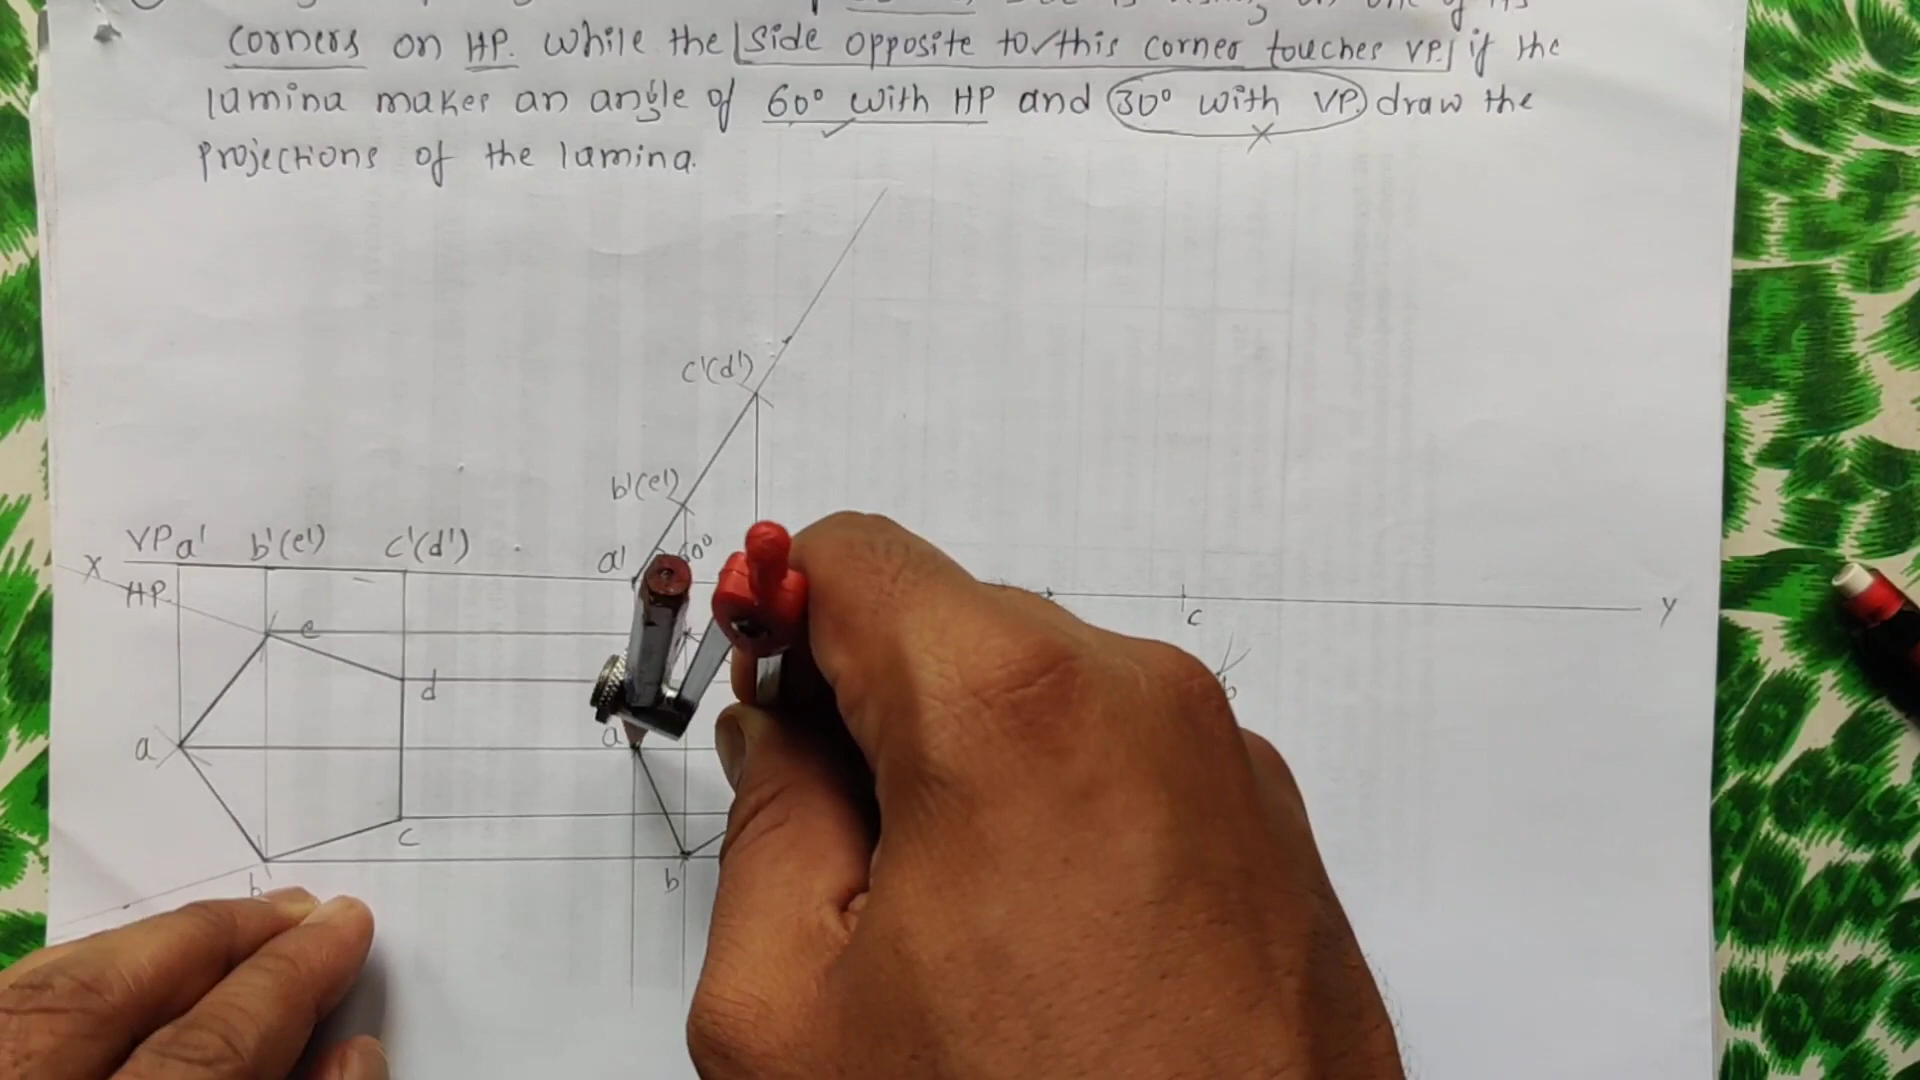 corners on HP. while the side opposite to this corner touches VP. if the
lamina makes an angle of 60° with HP and 30° with VP. draw the
projections of the lamina.
c'(d')
b'(e')
X VP a' b'(e') c'(d') a' 60°
HP
c y
e
d
b
a a
c
b b